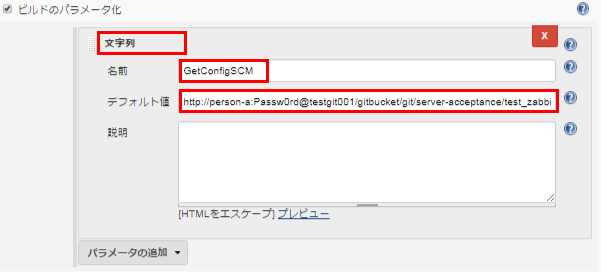 ビルドのパラメータ化
文字列
X
名前
GetConfigSCM
デフォルト値
http://person-a:Passw0rd@testgit001/gitbucket/git/server-acceptance/test_zabbi
説明
[HTMLをエスケープ] プレビュー
パラメータの追加